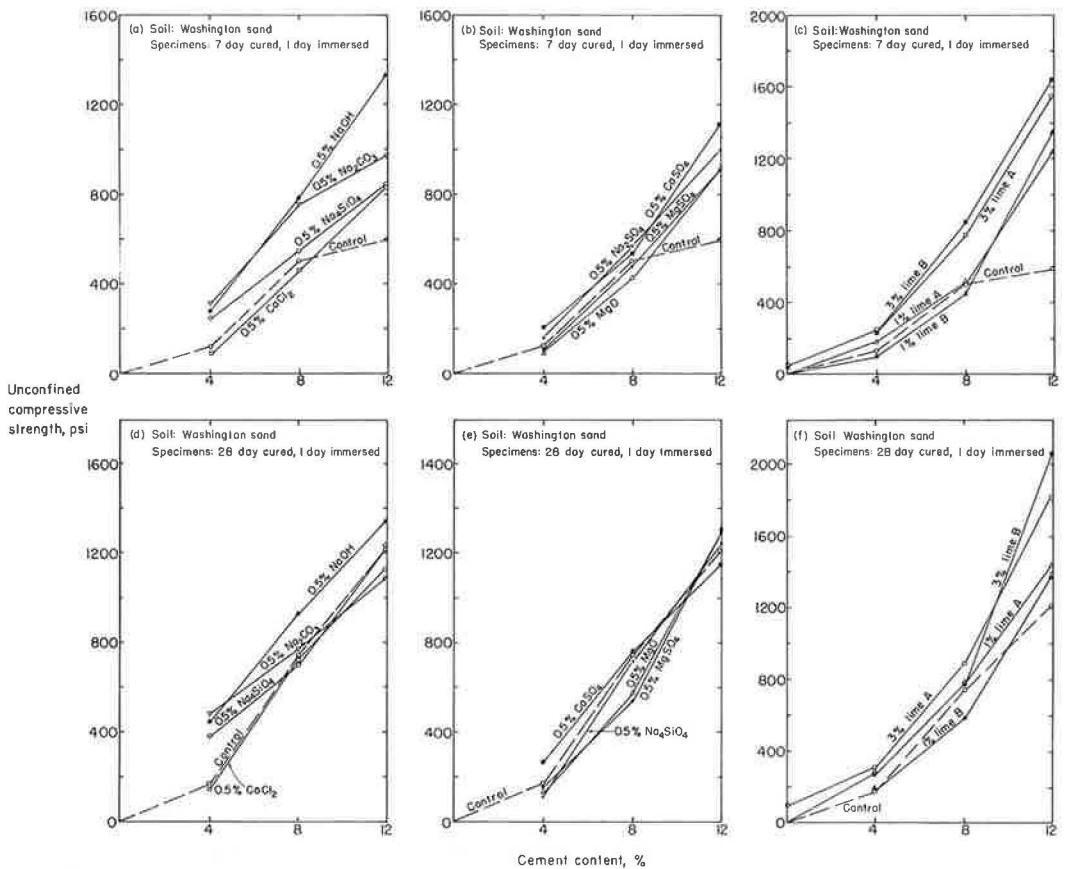 (a) Soil: Washington sand
Specimens: 7 day cured, 1 day immersed
1600
1200
800
400
0
4
8
12
0.5% NaOH
0.5% Na2CO3
0.5% Na4SiO4
Control
0.5% CaCl2
(b) Soil: Washington sand
Specimens: 7 day cured, 1 day immersed
1600
1200
800
400
0
4
8
12
0.5% CaSO4
0.5% Na2SO4
0.5% MgSO4
Control
0.5% MgO
(c) Soil: Washington sand
Specimens: 7 day cured, 1 day immersed
2000
1600
1200
800
400
0
4
8
12
3% lime A
3% lime B
Control
1% lime A
1% lime B
Unconfined
compressive
strength, psi
(d) Soil: Washington sand
Specimens: 28 day cured, 1 day immersed
1600
1200
800
400
0
4
8
12
0.5% NaOH
0.5% Na2CO3
0.5% Na4SiO4
Control
0.5% CaCl2
(e) Soil: Washington sand
Specimens: 28 day cured, 1 day immersed
1400
1200
800
400
0
4
8
12
0.5% CaSO4
0.5% MgO
0.5% MgSO4
0.5% Na4SiO4
Control
(f) Soil: Washington sand
Specimens: 28 day cured, 1 day immersed
2000
1600
1200
800
400
0
4
8
12
3% lime B
1% lime A
3% lime A
1% lime B
Control
Cement content, %